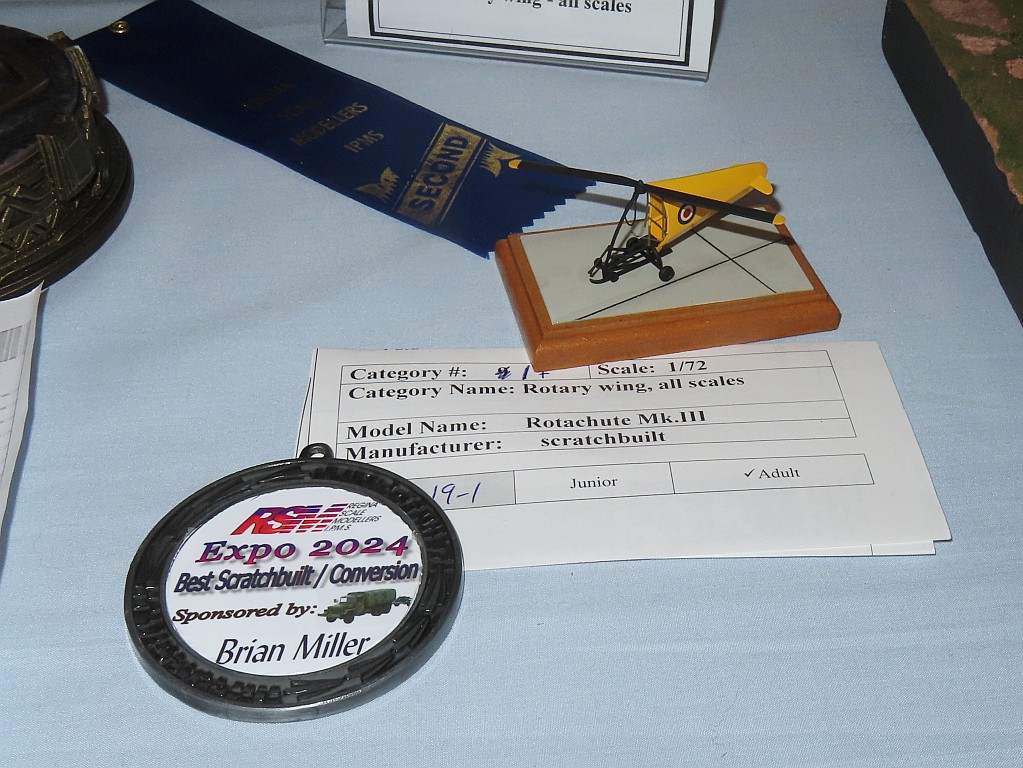 wing - all scales
SCALE
MODELLERS
IPMS
SECOND
Category #: 17 Scale: 1/72
Category Name: Rotary wing, all scales
Model Name: Rotachute Mk.III
Manufacturer: scratchbuilt
19-1 Junior ✓Adult
RSM REGINA
SCALE
MODELLERS
I.P.M.S.
Expo 2024
Best Scratchbuilt / Conversion
Sponsored by:
Brian Miller